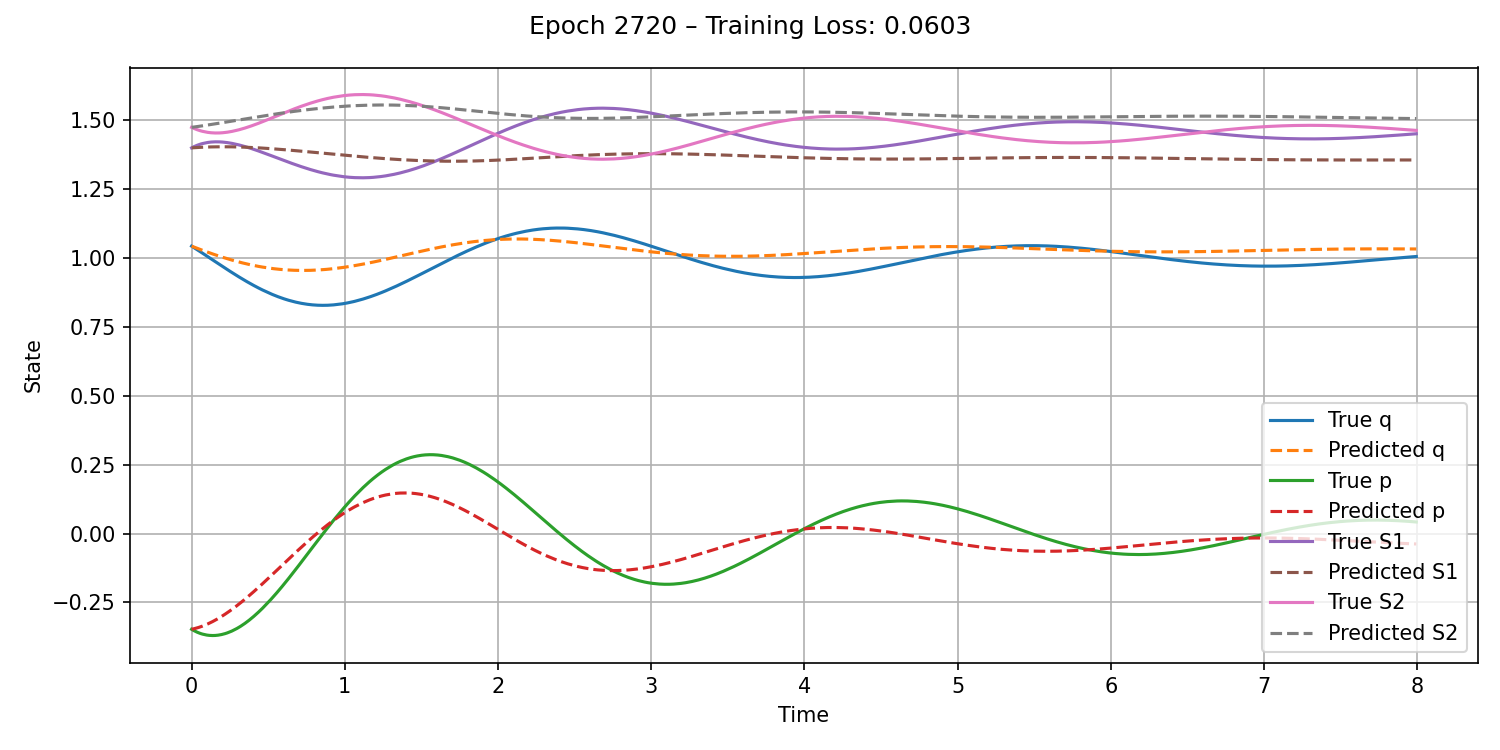 Epoch 2720 – Training Loss: 0.0603
1.50
1.25
1.00
0.75
0.50
0.25
0.00
−0.25
State
0 1 2 3 4 5 6 7 8
Time
True q
Predicted q
True p
Predicted p
True S1
Predicted S1
True S2
Predicted S2